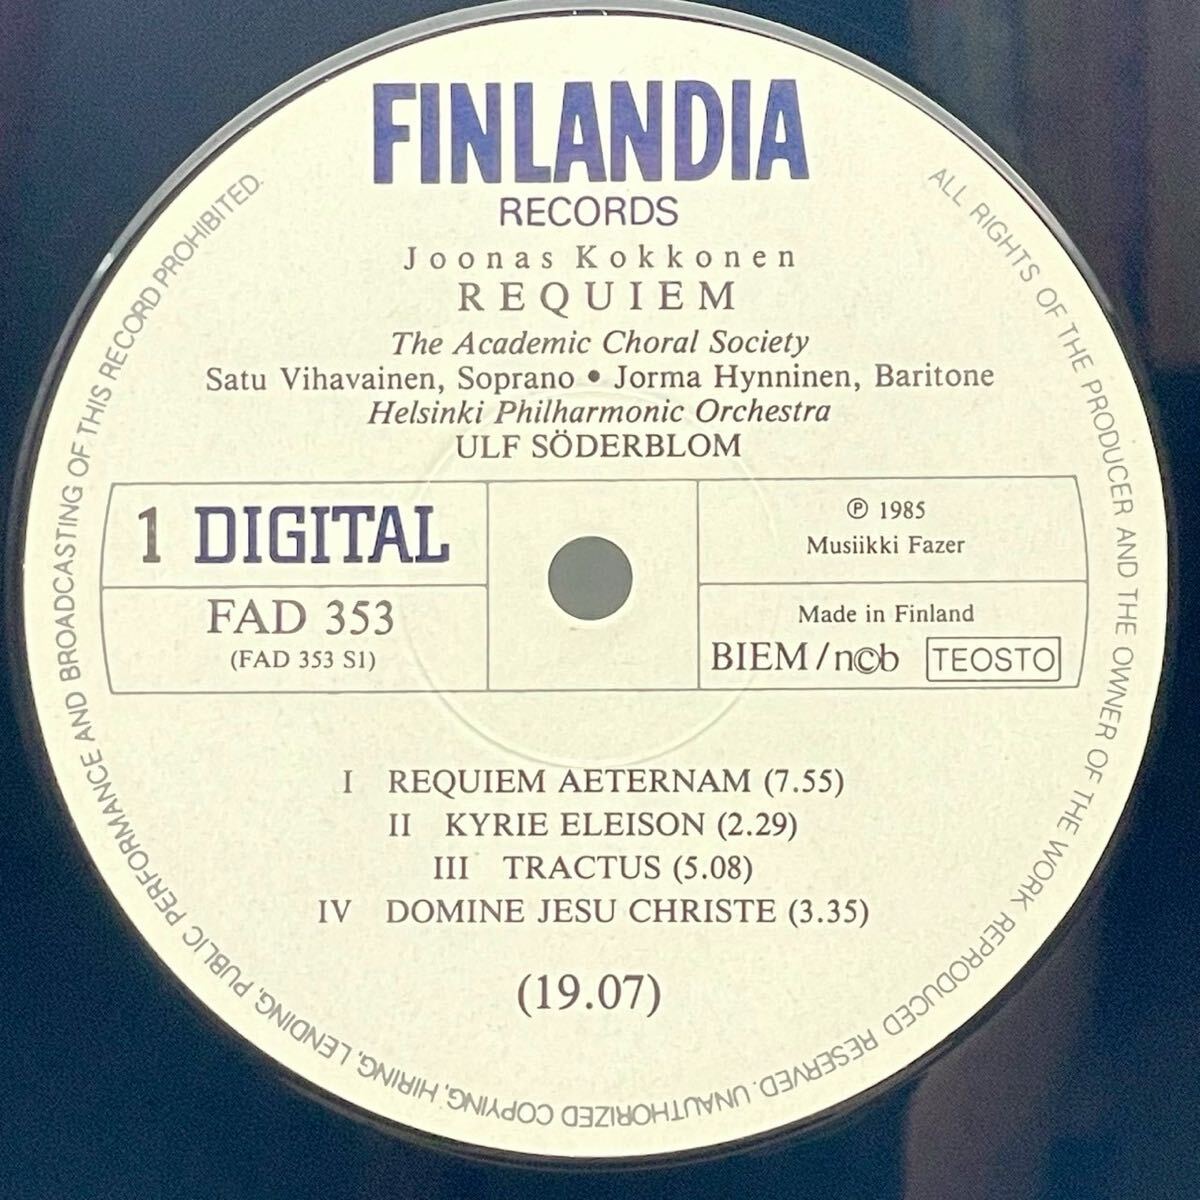 FINLANDIA
RECORDS
Joonas Kokkonen
REQUIEM
The Academic Choral Society
Satu Vihavainen, Soprano • Jorma Hynninen, Baritone
Helsinki Philharmonic Orchestra
ULF SÖDERBLOM
1 DIGITAL
FAD 353
(FAD 353 S1)
℗ 1985
Musiikki Fazer
Made in Finland
BIEM/n©b TEOSTO
I REQUIEM AETERNAM (7.55)
II KYRIE ELEISON (2.29)
III TRACTUS (5.08)
IV DOMINE JESU CHRISTE (3.35)
(19.07)
ALL RIGHTS OF THE PRODUCER AND THE OWNER OF THE WORK REPRODUCED RESERVED. UNAUTHORIZED COPYING, HIRING, LENDING, PUBLIC PERFORMANCE AND BROADCASTING OF THIS RECORD PROHIBITED.